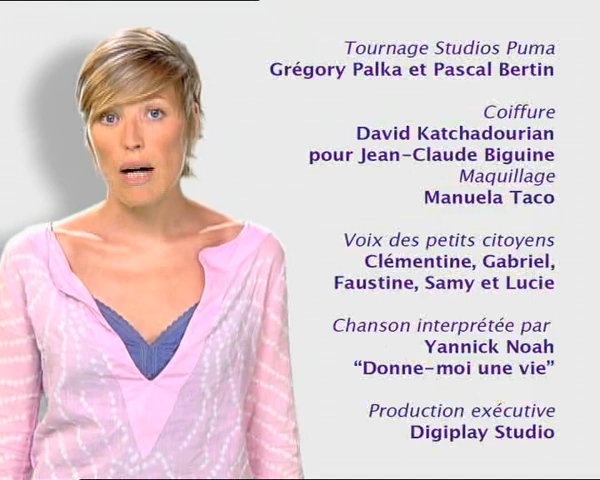 Tournage Studios Puma
Grégory Palka et Pascal Bertin
Coiffure
David Katchadourian
pour Jean-Claude Biguine
Maquillage
Manuela Taco
Voix des petits citoyens
Clémentine, Gabriel,
Faustine, Samy et Lucie
Chanson interprétée par
Yannick Noah
“Donne-moi une vie”
Production exécutive
Digiplay Studio